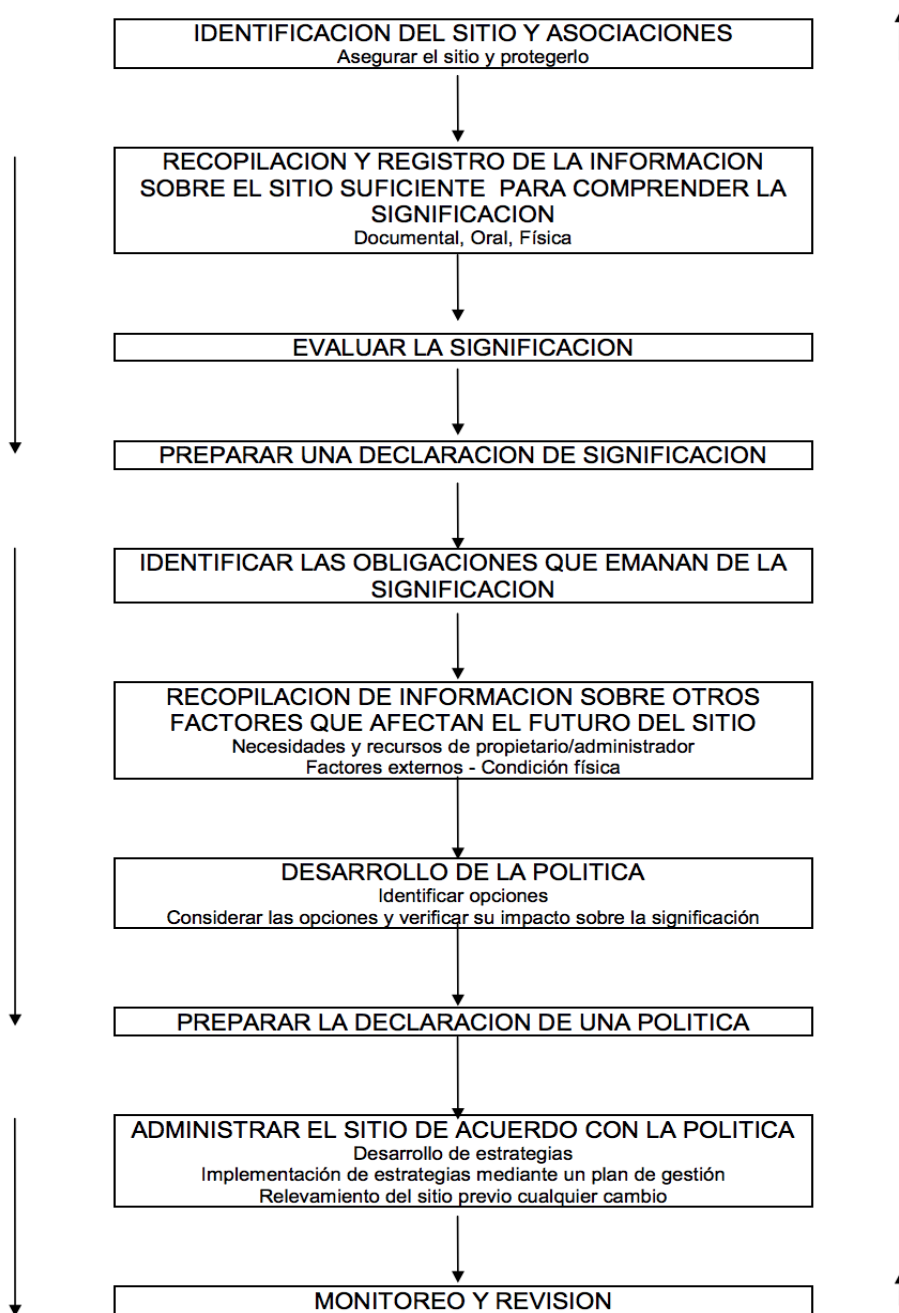 IDENTIFICACION DEL SITIO Y ASOCIACIONES
Asegurar el sitio y protegerlo
RECOPILACION Y REGISTRO DE LA INFORMACION
SOBRE EL SITIO SUFICIENTE PARA COMPRENDER LA
SIGNIFICACION
Documental, Oral, Física
EVALUAR LA SIGNIFICACION
PREPARAR UNA DECLARACION DE SIGNIFICACION
IDENTIFICAR LAS OBLIGACIONES QUE EMANAN DE LA
SIGNIFICACION
RECOPILACION DE INFORMACION SOBRE OTROS
FACTORES QUE AFECTAN EL FUTURO DEL SITIO
Necesidades y recursos de propietario/administrador
Factores externos - Condición física
DESARROLLO DE LA POLITICA
Identificar opciones
Considerar las opciones y verificar su impacto sobre la significación
PREPARAR LA DECLARACION DE UNA POLITICA
ADMINISTRAR EL SITIO DE ACUERDO CON LA POLITICA
Desarrollo de estrategias
Implementación de estrategias mediante un plan de gestión
Relevamiento del sitio previo cualquier cambio
MONITOREO Y REVISION